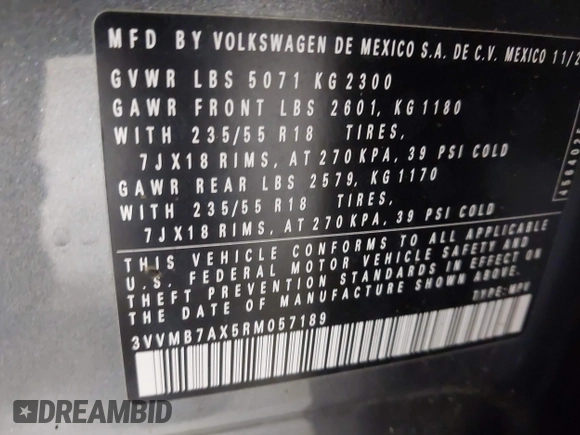 MFD BY VOLKSWAGEN DE MEXICO S.A. DE C.V. MEXICO 11/2
GVWR LBS 5071 KG 2300
GAWR FRONT LBS 2601, KG 1180
WITH 235/55 R18 TIRES,
7JX18 RIMS, AT 270 KPA, 39 PSI COLD
GAWR REAR LBS 2579, KG 1170
WITH 235/55 R18 TIRES,
7JX18 RIMS, AT 270 KPA, 39 PSI COLD
THIS VEHICLE CONFORMS TO ALL APPLICABLE
U.S. FEDERAL MOTOR VEHICLE SAFETY AND
THEFT PREVENTION STANDARDS IN EFFECT ON
THE DATE OF MANUFACTURE SHOWN ABOVE.
3VVMB7AX5RM057189
TYPE: MPV
DREAMBID